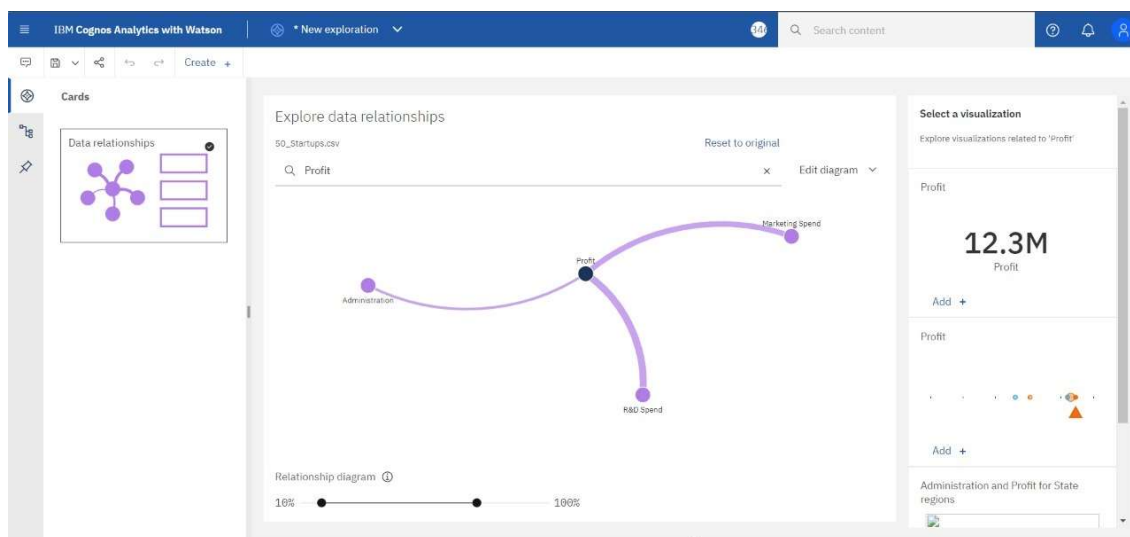 IBM Cognos Analytics with Watson
* New exploration
Search content
Create +
Cards
Data relationships
Explore data relationships
50_Startups.csv
Reset to original
Profit
Edit diagram
Marketing Spend
Profit
Administration
R&D Spend
Relationship diagram
10%
100%
Select a visualization
Explore visualizations related to 'Profit'
Profit
12.3M
Profit
Add +
Profit
Add +
Administration and Profit for State
regions